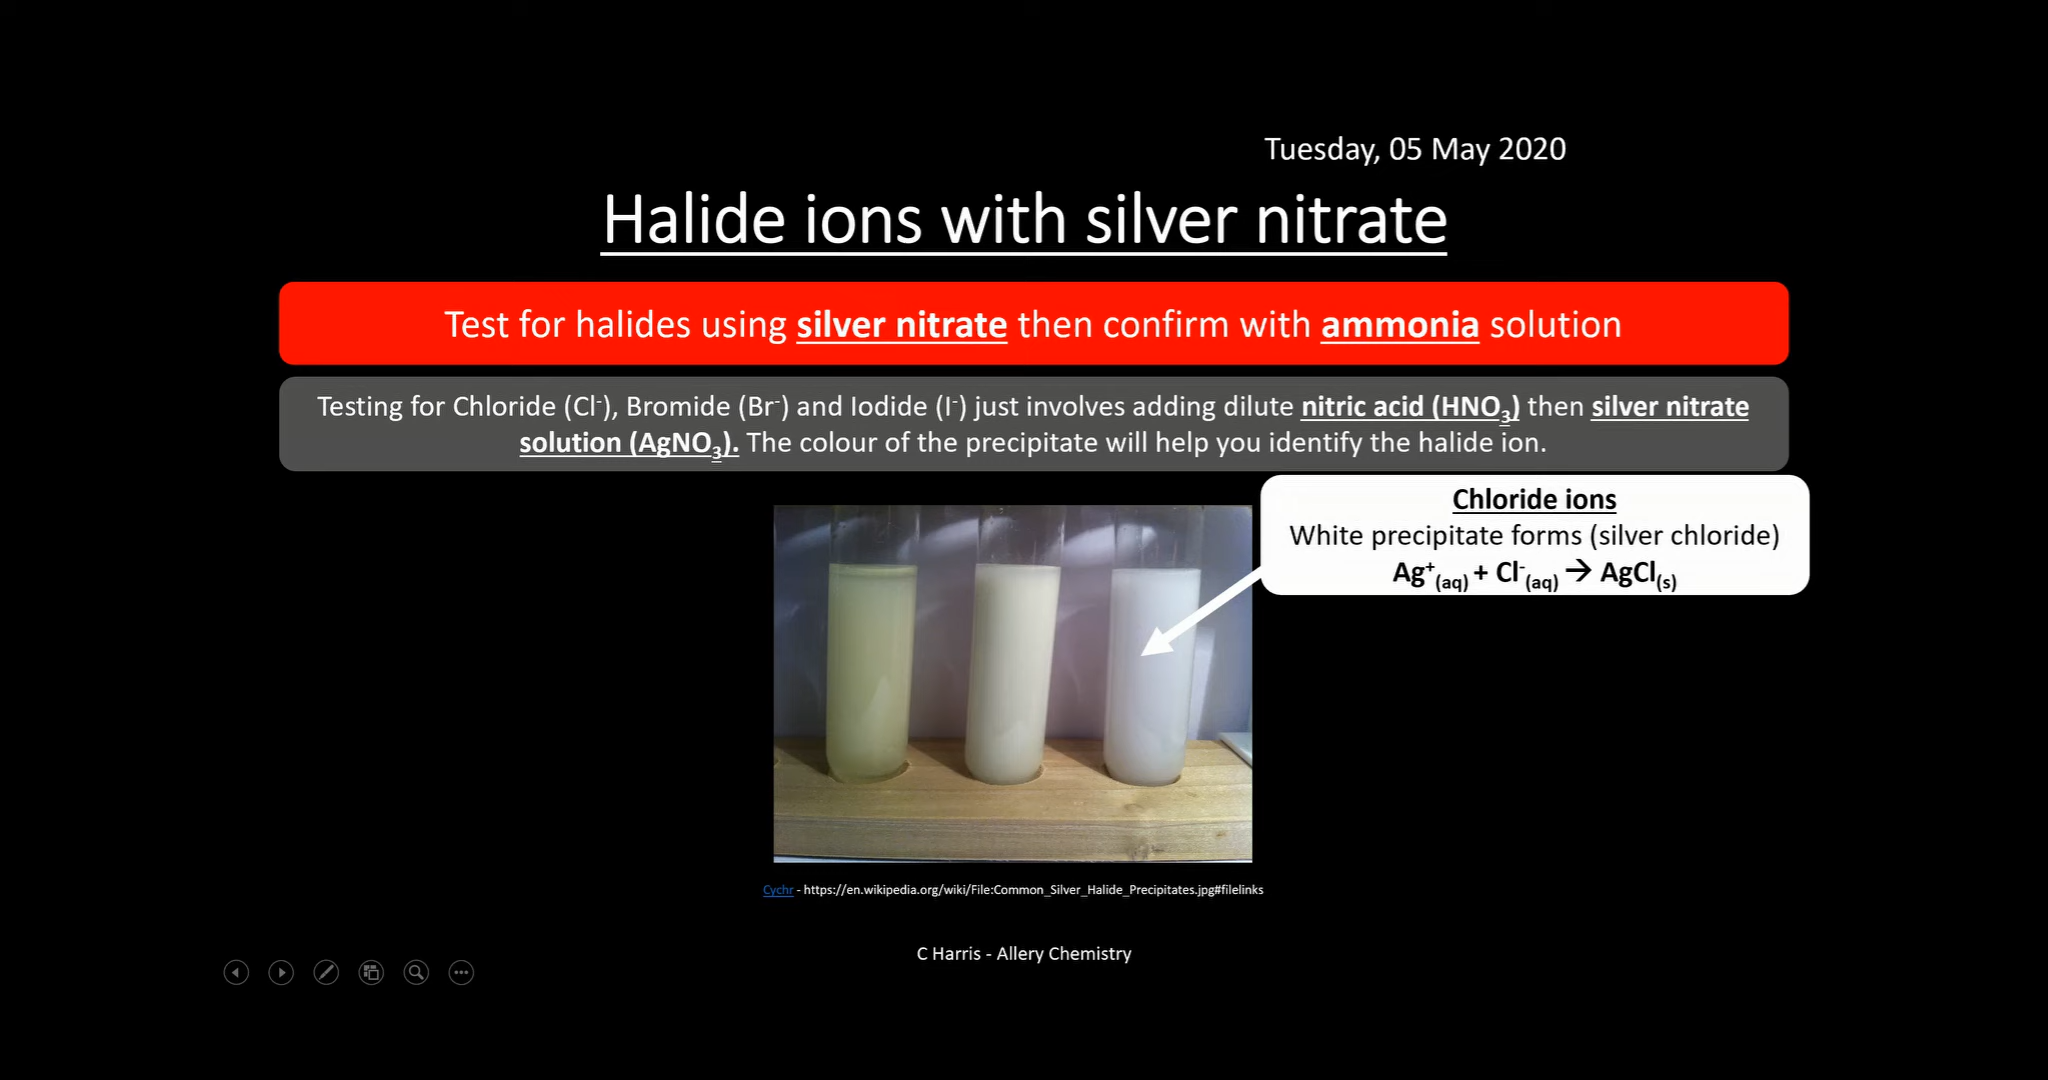 Tuesday, 05 May 2020
Halide ions with silver nitrate
Test for halides using silver nitrate then confirm with ammonia solution
Testing for Chloride (Cl⁻), Bromide (Br⁻) and Iodide (I⁻) just involves adding dilute nitric acid (HNO₃) then silver nitrate
solution (AgNO₃). The colour of the precipitate will help you identify the halide ion.
Chloride ions
White precipitate forms (silver chloride)
Ag⁺(aq) + Cl⁻(aq) → AgCl(s)
Cychr - https://en.wikipedia.org/wiki/File:Common_Silver_Halide_Precipitates.jpg#filelinks
C Harris - Allery Chemistry